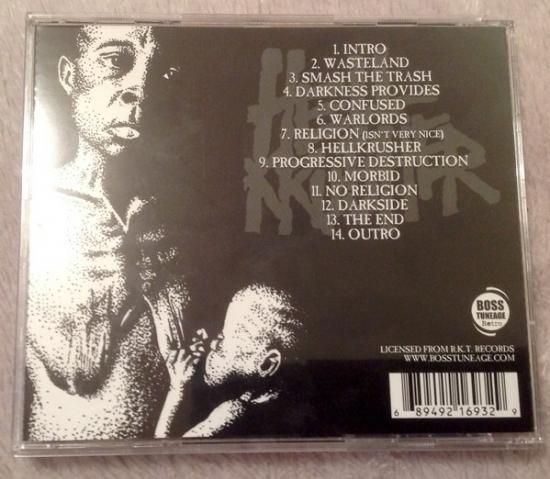 1. INTRO
2. WASTELAND
3. SMASH THE TRASH
4. DARKNESS PROVIDES
5. CONFUSED
6. WARLORDS
7. RELIGION (ISN'T VERY NICE)
8. HELLKRUSHER
9. PROGRESSIVE DESTRUCTION
10. MORBID
11. NO RELIGION
12. DARKSIDE
13. THE END
14. OUTRO
BOSS
TUNEAGE
Retro
LICENSED FROM R.K.T. RECORDS
WWW.BOSSTUNEAGE.COM
6 89492 16932 9